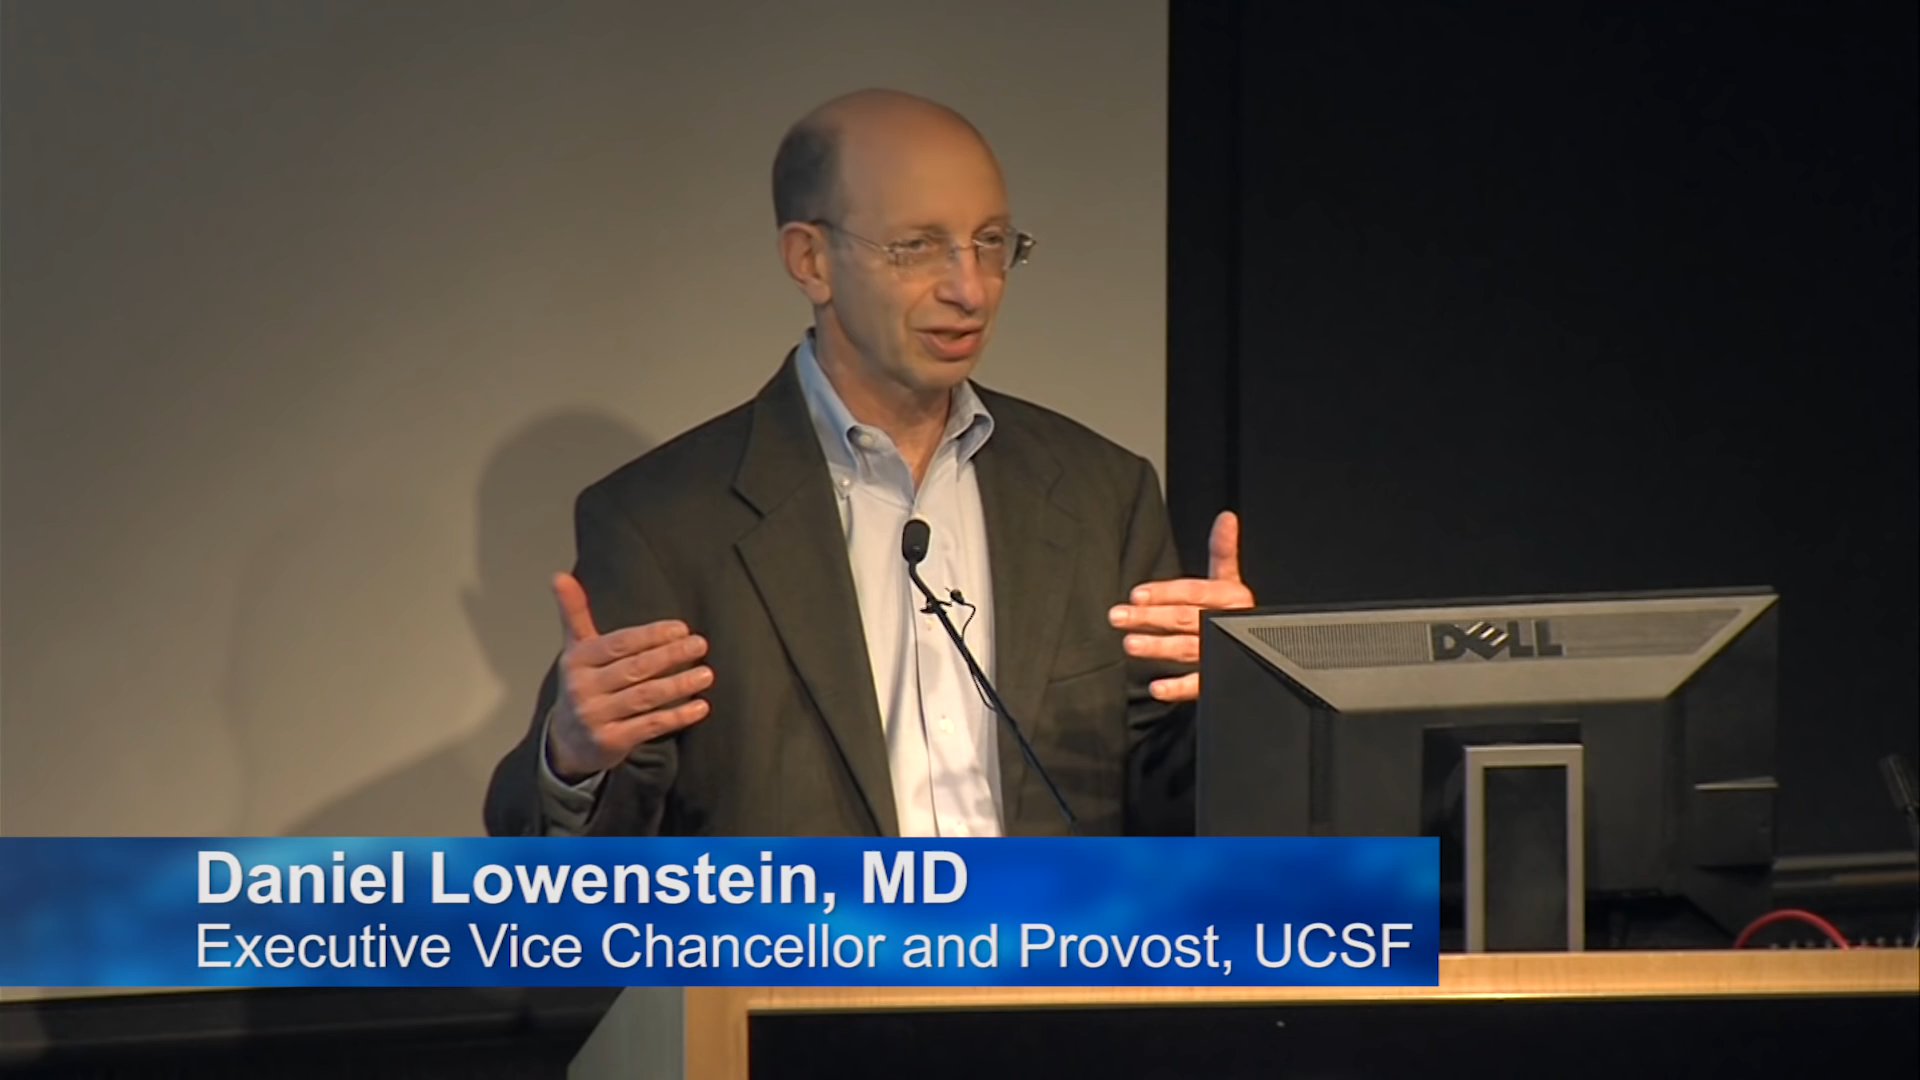 DELL
Daniel Lowenstein, MD
Executive Vice Chancellor and Provost, UCSF